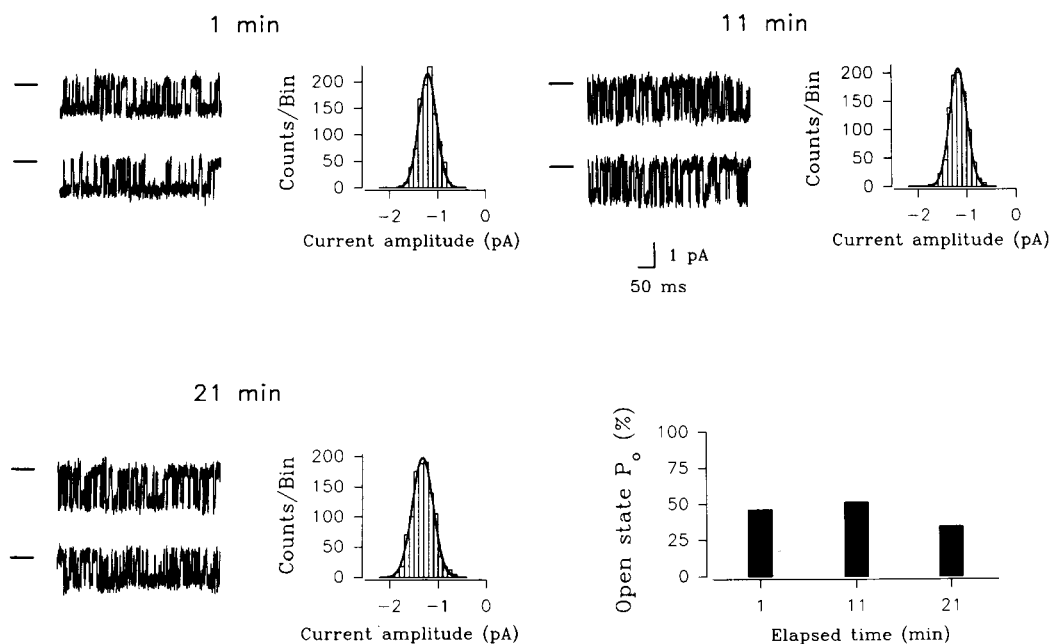 1 min
11 min
200
150
100
50
0
Counts/Bin
−2 −1 0
Current amplitude (pA)
200
150
100
50
0
Counts/Bin
−2 −1 0
Current amplitude (pA)
1 pA
50 ms
21 min
200
150
100
50
0
Counts/Bin
−2 −1 0
Current amplitude (pA)
100
75
50
25
0
Open state Po (%)
1 11 21
Elapsed time (min)